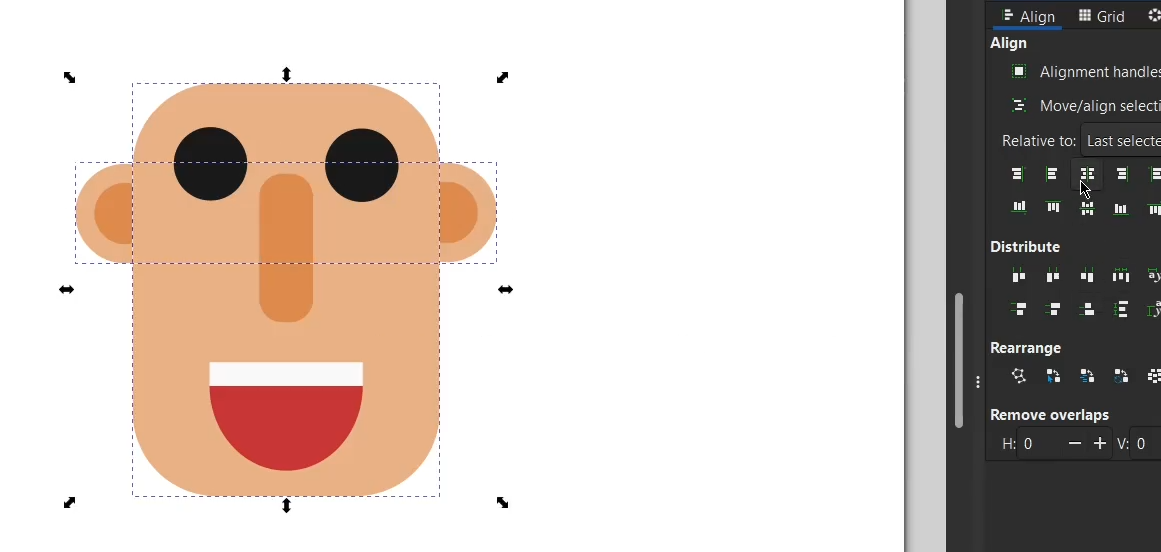 Align Grid
Align
Alignment handles
Move/align selecti
Relative to: Last selecte
Distribute
Rearrange
Remove overlaps
H: 0 V: 0